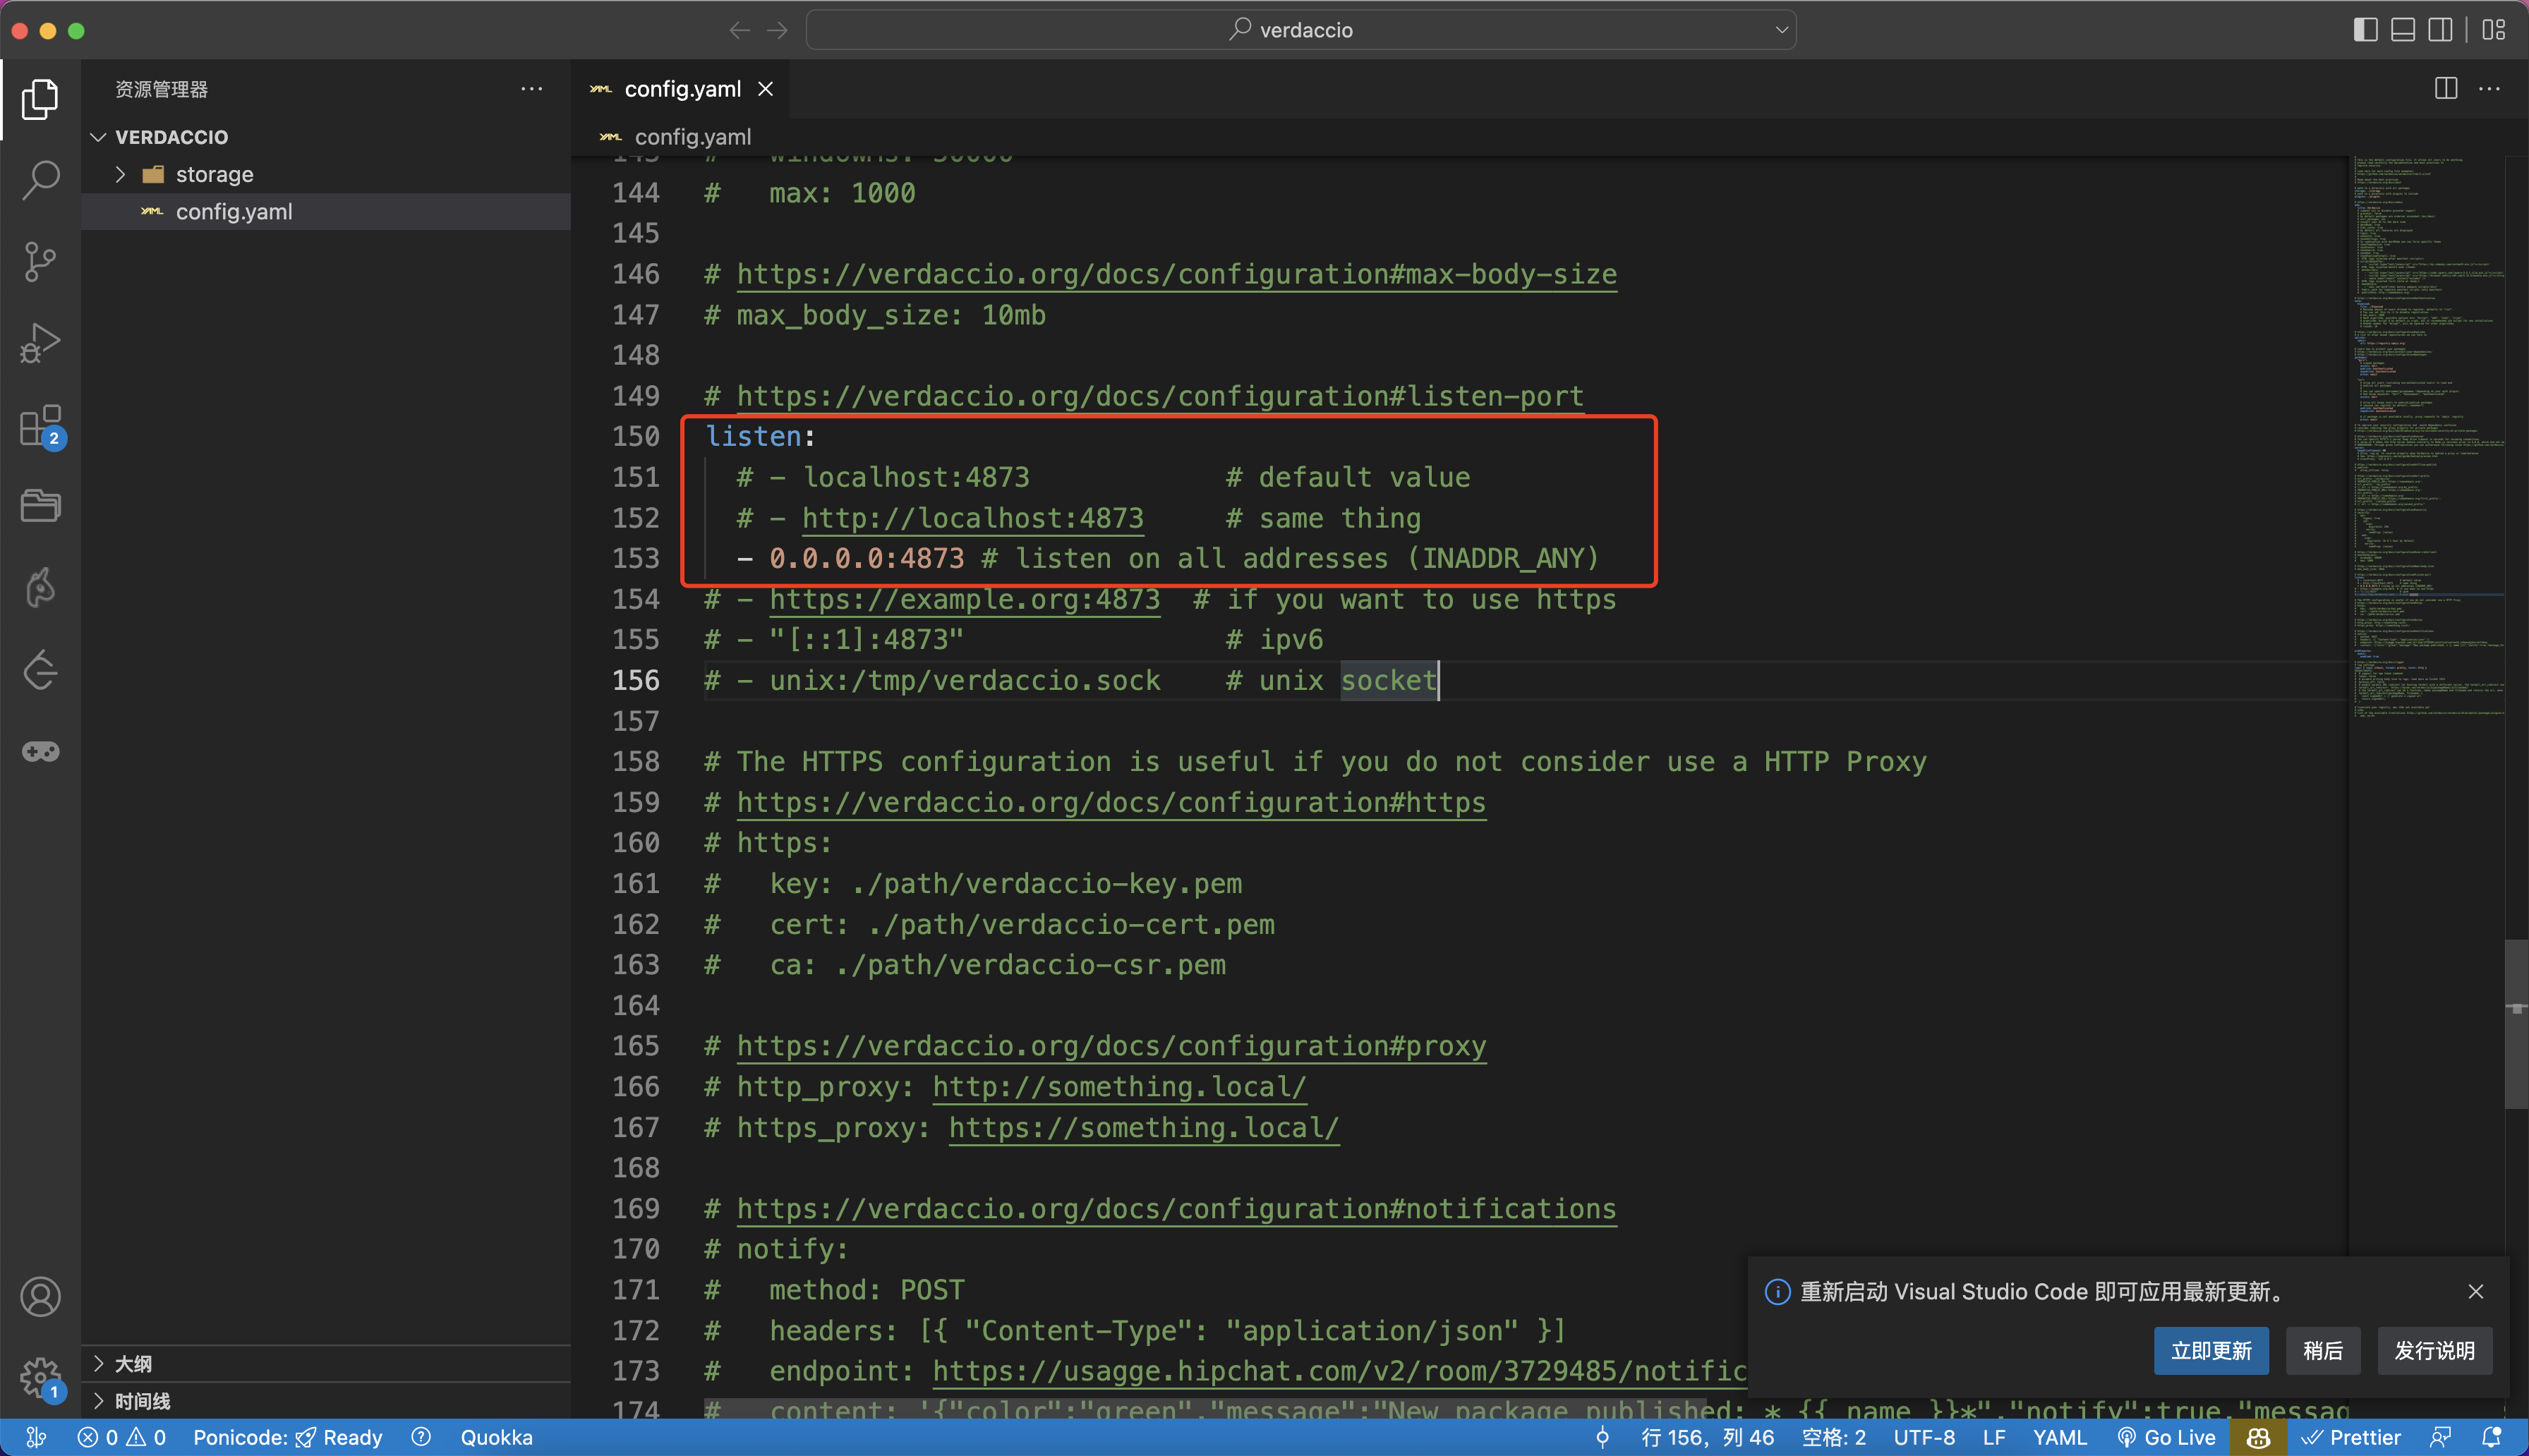 verdaccio
资源管理器
config.yaml
VERDACCIO
config.yaml
storage
config.yaml
144 #   max: 1000
145
146 # https://verdaccio.org/docs/configuration#max-body-size
147 # max_body_size: 10mb
148
149 # https://verdaccio.org/docs/configuration#listen-port
150 listen:
151   # - localhost:4873            # default value
152   # - http://localhost:4873     # same thing
153   - 0.0.0.0:4873 # listen on all addresses (INADDR_ANY)
154 # - https://example.org:4873  # if you want to use https
155 # - "[::1]:4873"                # ipv6
156 # - unix:/tmp/verdaccio.sock    # unix socket
157
158 # The HTTPS configuration is useful if you do not consider use a HTTP Proxy
159 # https://verdaccio.org/docs/configuration#https
160 # https:
161 #   key: ./path/verdaccio-key.pem
162 #   cert: ./path/verdaccio-cert.pem
163 #   ca: ./path/verdaccio-csr.pem
164
165 # https://verdaccio.org/docs/configuration#proxy
166 # http_proxy: http://something.local/
167 # https_proxy: https://something.local/
168
169 # https://verdaccio.org/docs/configuration#notifications
170 # notify:
171 #   method: POST
172 #   headers: [{ "Content-Type": "application/json" }]
173 #   endpoint: https://usagge.hipchat.com/v2/room/3729485/notific
174 #   content: '{"color":"green","message":"New package published: * {{ name }}*","notify":true,"messag
2
1
大纲
时间线
重新启动 Visual Studio Code 即可应用最新更新。
立即更新
稍后
发行说明
0 0 Ponicode: Ready Quokka 行 156，列 46 空格: 2 UTF-8 LF YAML Go Live Prettier